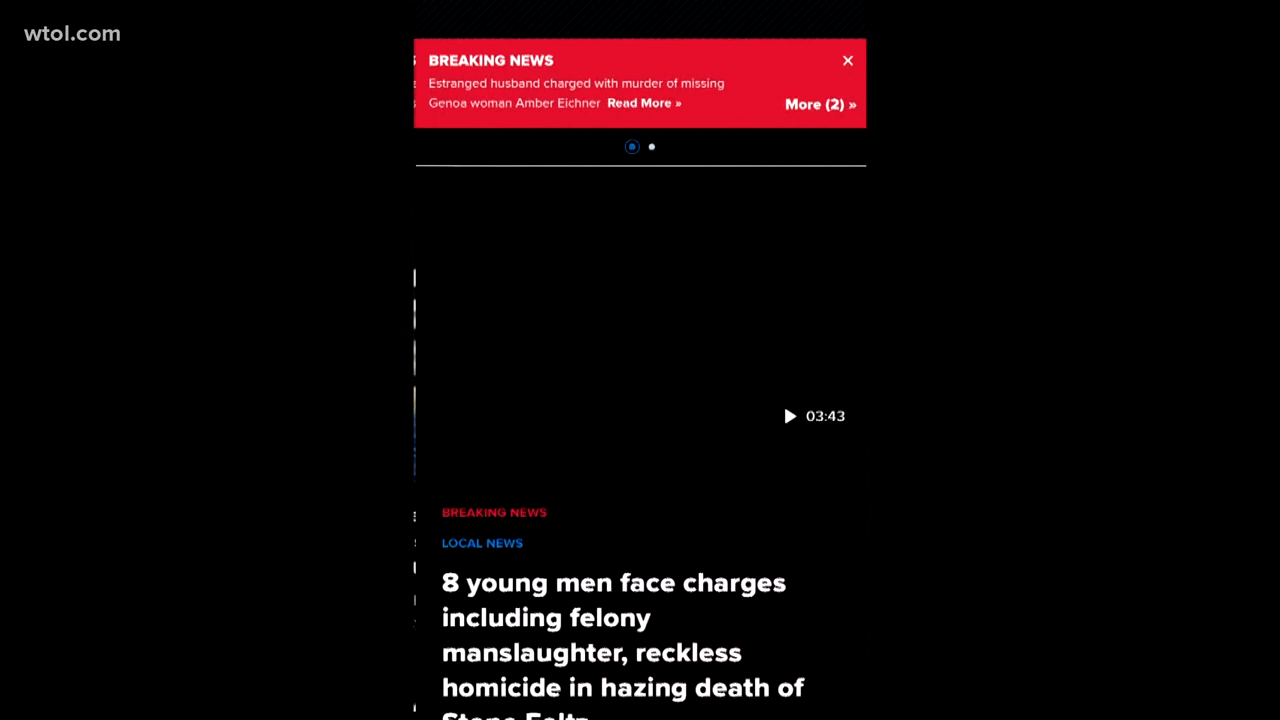 wtol.com
BREAKING NEWS
Estranged husband charged with murder of missing
Genoa woman Amber Eichner Read More »
More (2) »
03:43
BREAKING NEWS
LOCAL NEWS
8 young men face charges
including felony
manslaughter, reckless
homicide in hazing death of
Stone Foltz